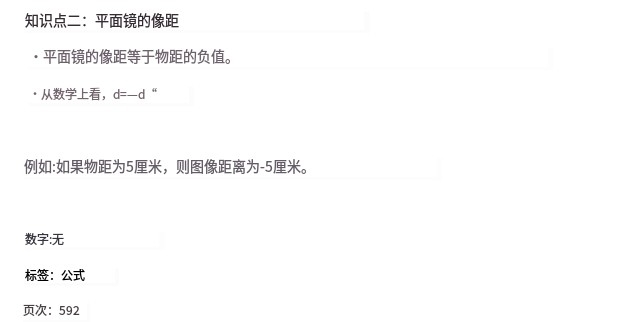 知识点二：平面镜的像距
・平面镜的像距等于物距的负值。
・从数学上看，d=—d“
例如:如果物距为5厘米，则图像距离为-5厘米。
数字:无
标签：公式
页次：592